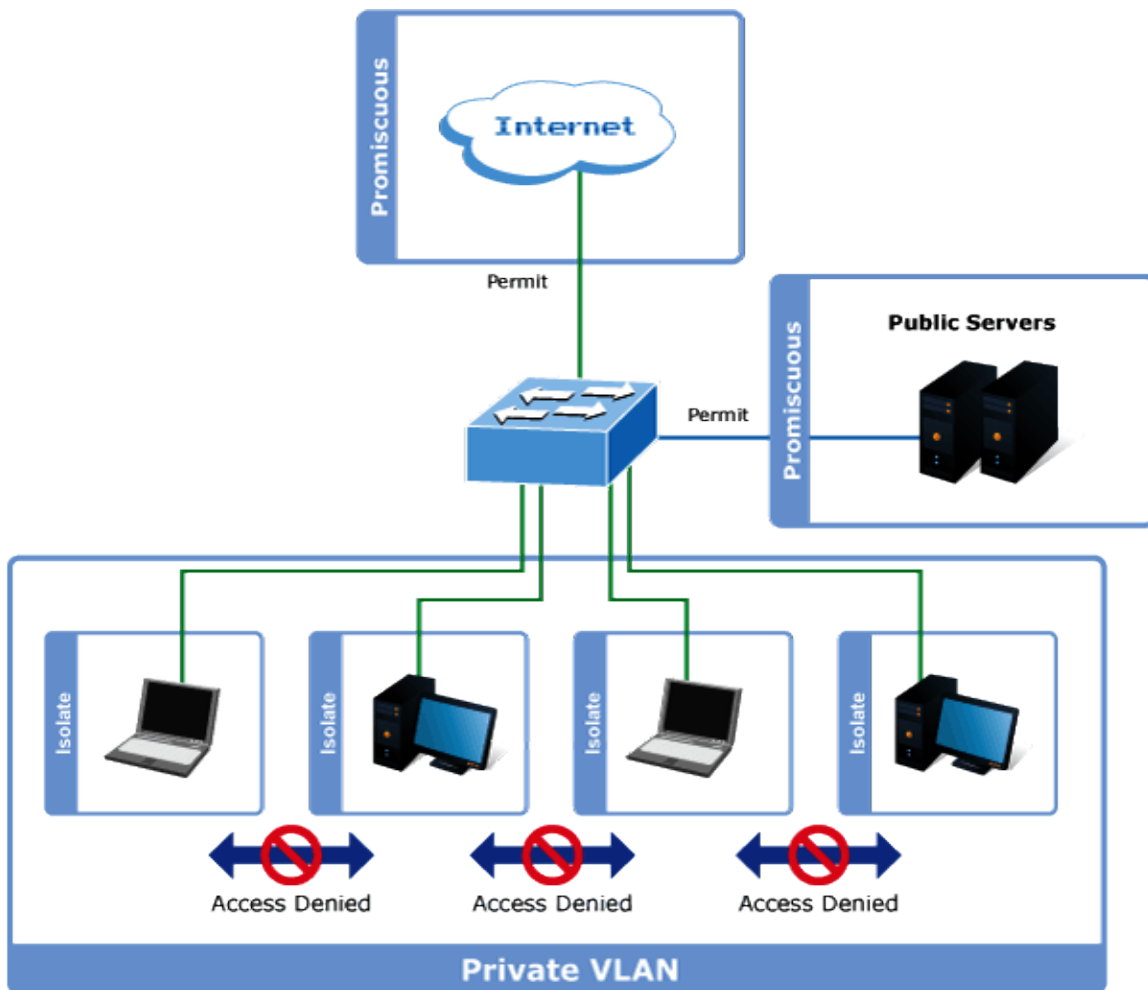 Promiscuous
Internet
Permit
Promiscuous
Public Servers
Permit
Isolate
Isolate
Isolate
Isolate
Access Denied
Access Denied
Access Denied
Private VLAN